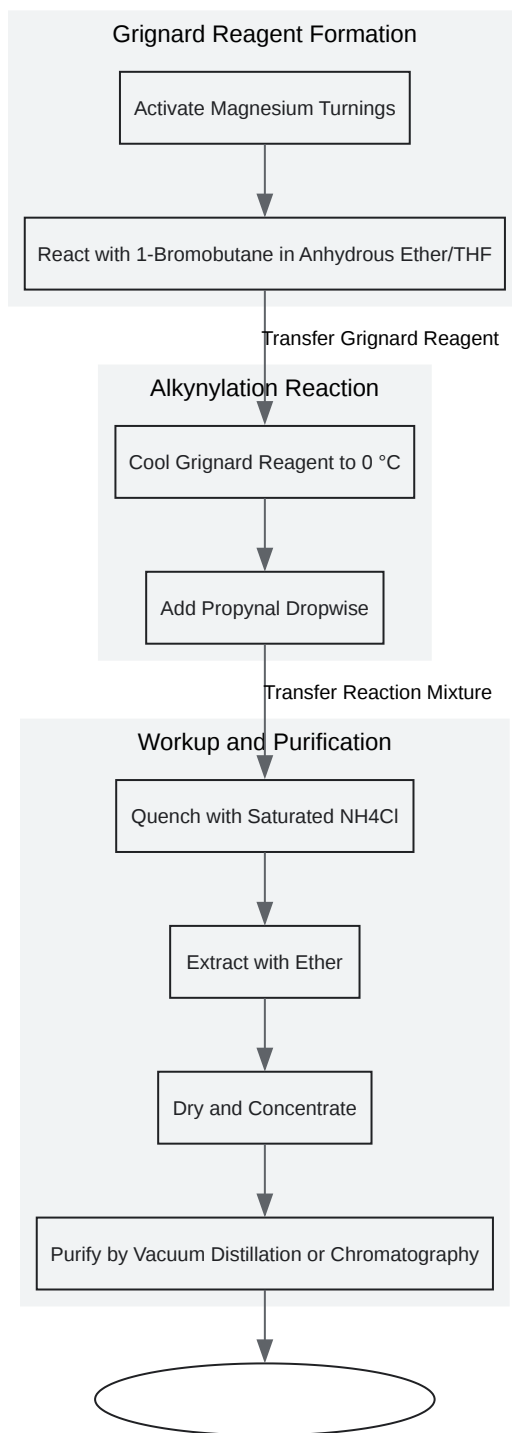 Grignard Reagent Formation
Activate Magnesium Turnings
React with 1-Bromobutane in Anhydrous Ether/THF
Transfer Grignard Reagent
Alkynylation Reaction
Cool Grignard Reagent to 0 °C
Add Propynal Dropwise
Transfer Reaction Mixture
Workup and Purification
Quench with Saturated NH4Cl
Extract with Ether
Dry and Concentrate
Purify by Vacuum Distillation or Chromatography